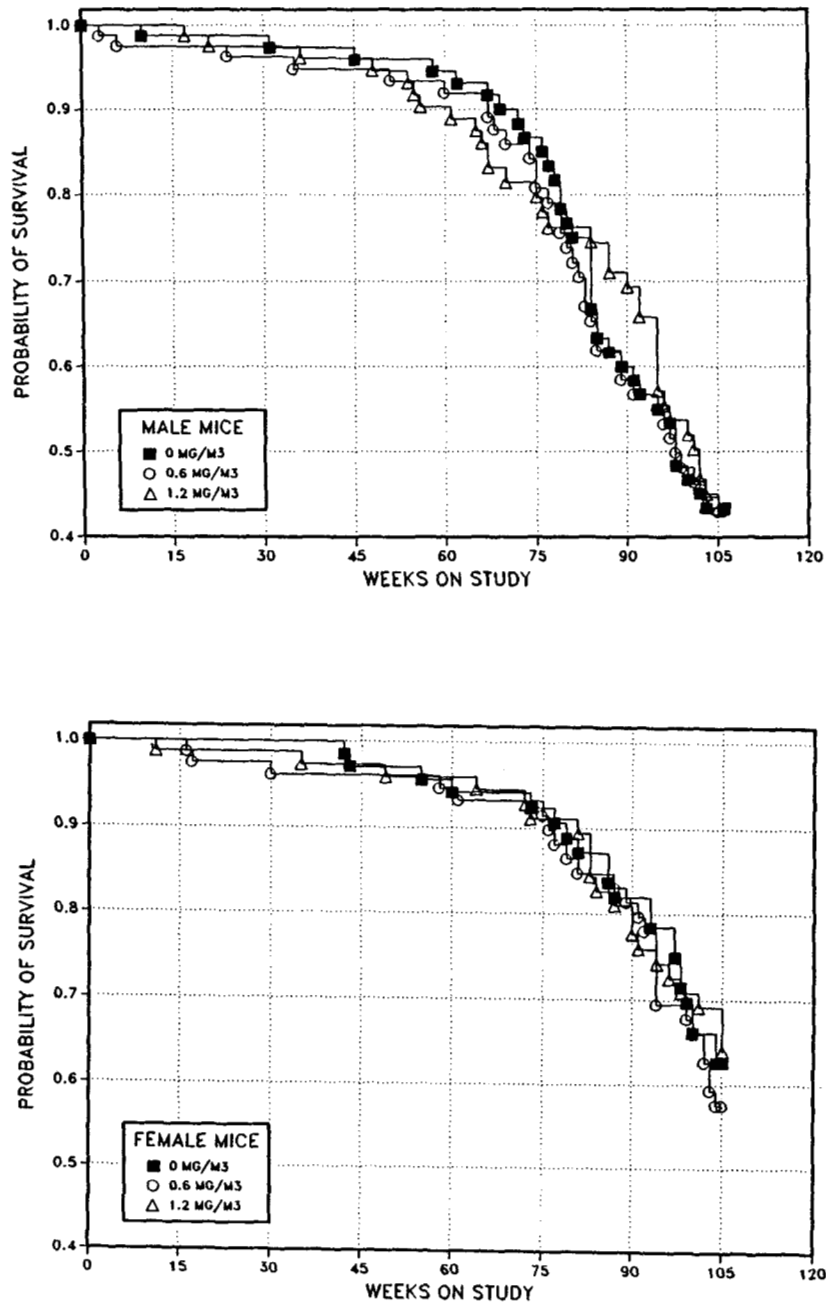 PROBABILITY OF SURVIVAL
1.0
0.9
0.8
0.7
0.6
0.5
0.4
MALE MICE
0 MG/M3
0.6 MG/M3
1.2 MG/M3
0 15 30 45 60 75 90 105 120
WEEKS ON STUDY
PROBABILITY OF SURVIVAL
1.0
0.9
0.8
0.7
0.6
0.5
0.4
FEMALE MICE
0 MG/M3
0.6 MG/M3
1.2 MG/M3
0 15 30 45 60 75 90 105 120
WEEKS ON STUDY